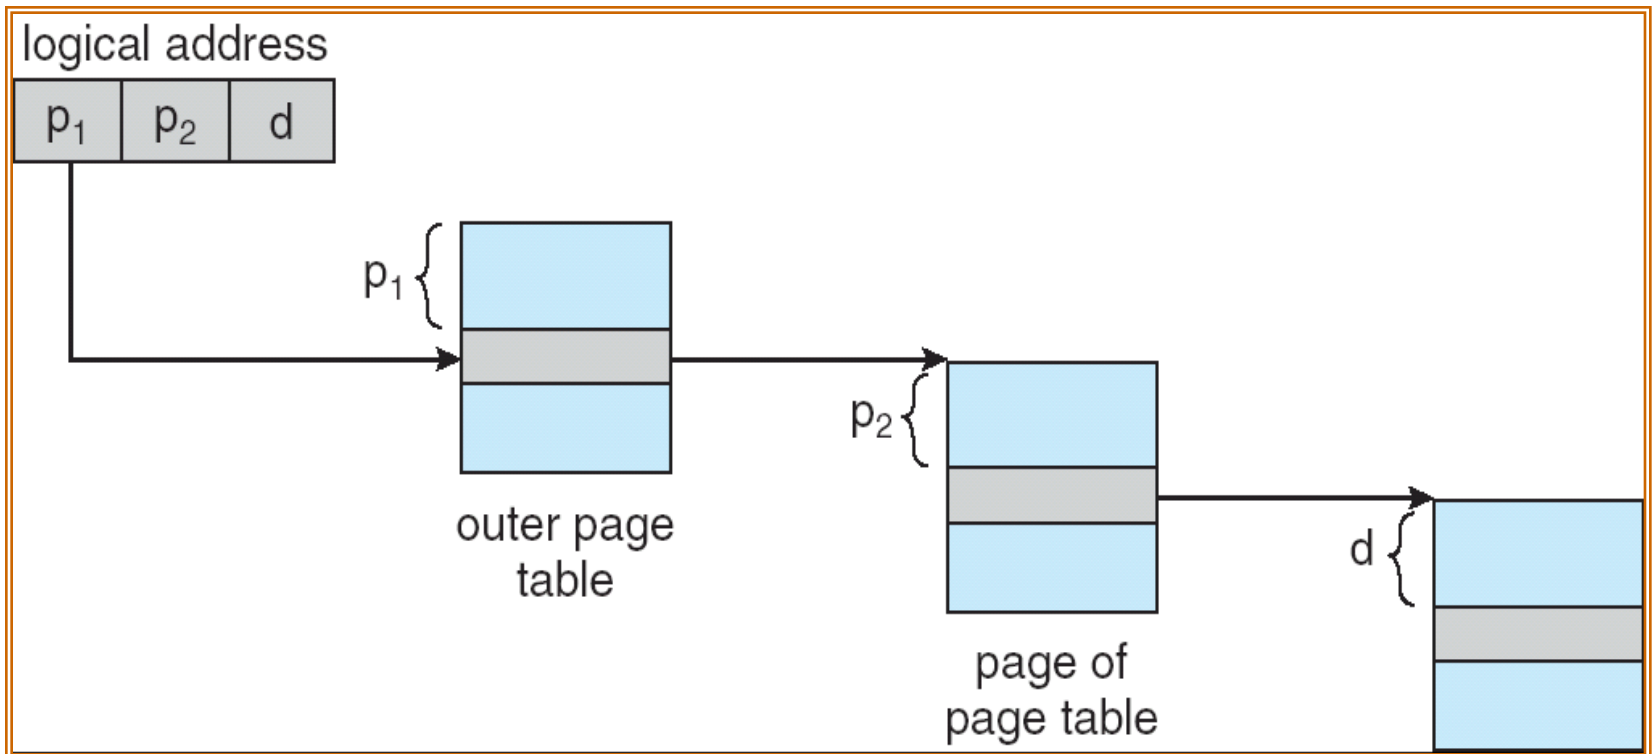 logical address
p₁ p₂ d
p₁
outer page
table
p₂
page of
page table
d